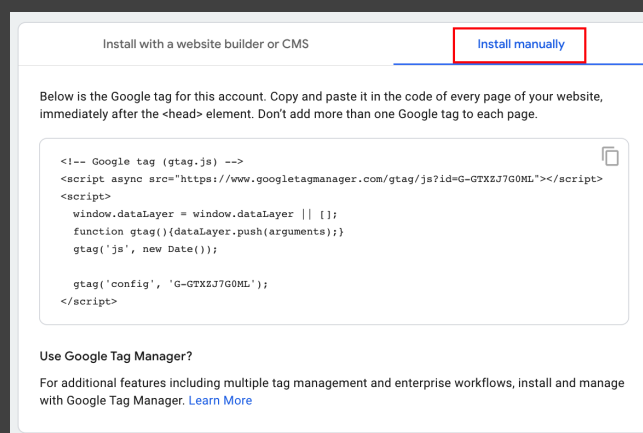 Install with a website builder or CMS
Install manually
Below is the Google tag for this account. Copy and paste it in the code of every page of your website,
immediately after the <head> element. Don't add more than one Google tag to each page.
<!-- Google tag (gtag.js) -->
<script async src="https://www.googletagmanager.com/gtag/js?id=G-GTXZJ7G0ML"></script>
<script>
  window.dataLayer = window.dataLayer || [];
  function gtag(){dataLayer.push(arguments);}
  gtag('js', new Date());
  gtag('config', 'G-GTXZJ7G0ML');
</script>
Use Google Tag Manager?
For additional features including multiple tag management and enterprise workflows, install and manage
with Google Tag Manager. Learn More